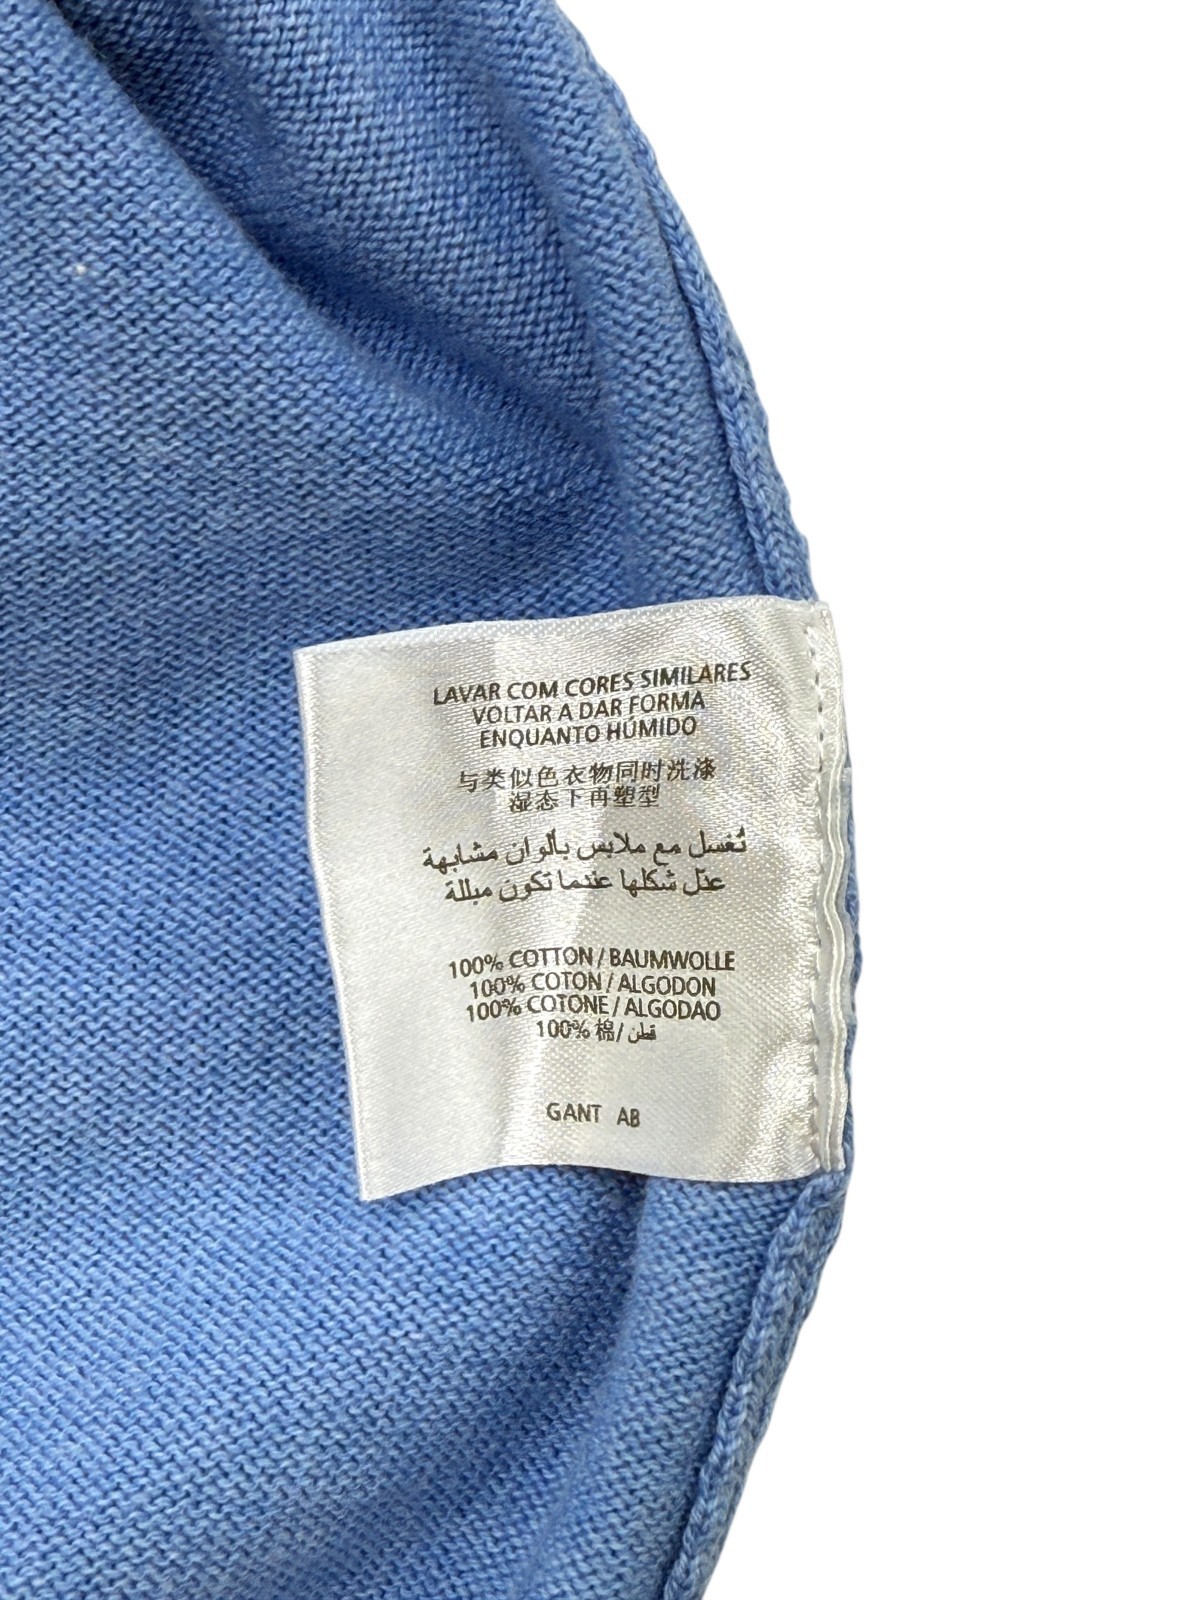 LAVAR COM CORES SIMILARES
VOLTAR A DAR FORMA
ENQUANTO HÚMIDO
与类似色衣物同时洗涤
湿态下再塑型
تُغسل مع ملابس بألوان مشابهة
عدّل شكلها عندما تكون مبللة
100% COTTON / BAUMWOLLE
100% COTON / ALGODON
100% COTONE / ALGODAO
100% 棉/ قطن
GANT AB